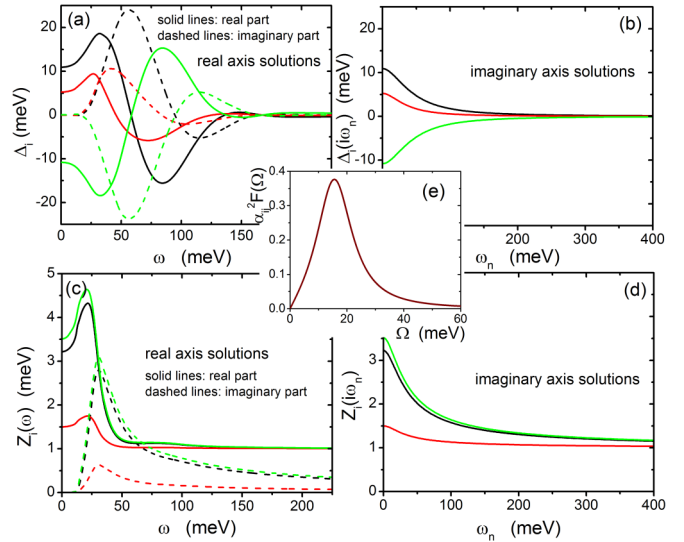 (a)
solid lines: real part
dashed lines: imaginary part
real axis solutions
Δi (meV)
20
10
0
-10
-20
0 50 100 150
ω (meV)
(b)
imaginary axis solutions
Δi(iωn) (meV)
20
10
0
-10
200 300 400
ωn (meV)
(e)
αij²F(Ω)
0.4
0.3
0.2
0.1
0.0
0 20 40 60
Ω (meV)
(c)
real axis solutions
solid lines: real part
dashed lines: imaginary part
Zi(ω) (meV)
5
4
3
2
1
0
0 50 100 150 200
ω (meV)
(d)
imaginary axis solutions
Zi(iωn)
3
2
1
0
0 100 200 300 400
ωn (meV)